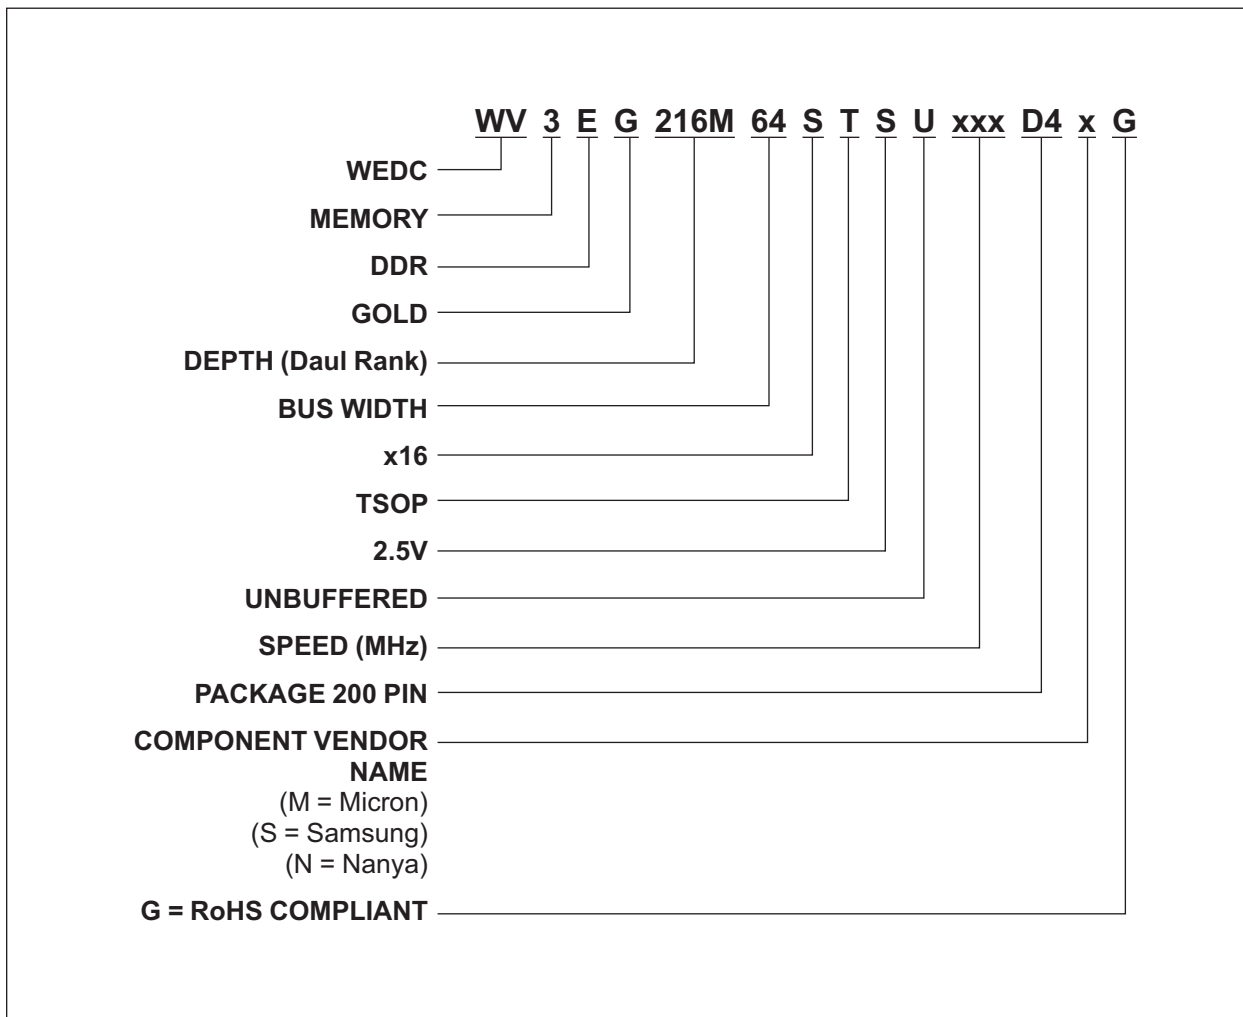 WV 3 E G 216M 64 S T S U xxx D4 x G
WEDC
MEMORY
DDR
GOLD
DEPTH (Daul Rank)
BUS WIDTH
x16
TSOP
2.5V
UNBUFFERED
SPEED (MHz)
PACKAGE 200 PIN
COMPONENT VENDOR
NAME
(M = Micron)
(S = Samsung)
(N = Nanya)
G = RoHS COMPLIANT